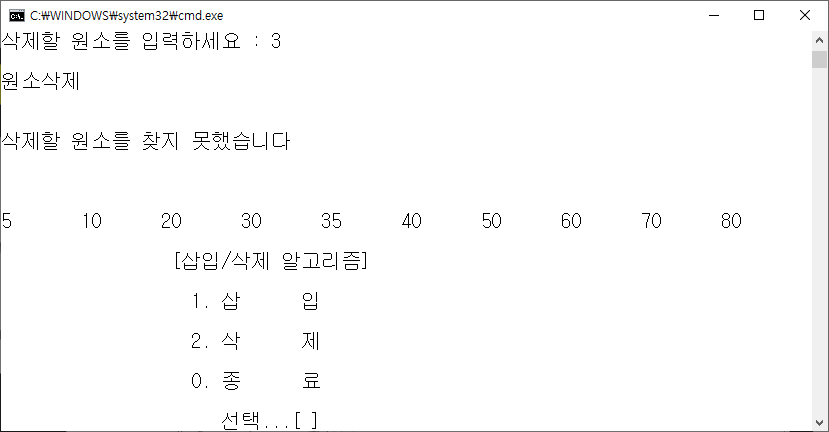 C:\WINDOWS\system32\cmd.exe
삭제할 원소를 입력하세요 : 3
원소삭제
삭제할 원소를 찾지 못했습니다
5 10 20 30 35 40 50 60 70 80
[삽입/삭제 알고리즘]
1. 삽 입
2. 삭 제
0. 종 료
선택...[ ]